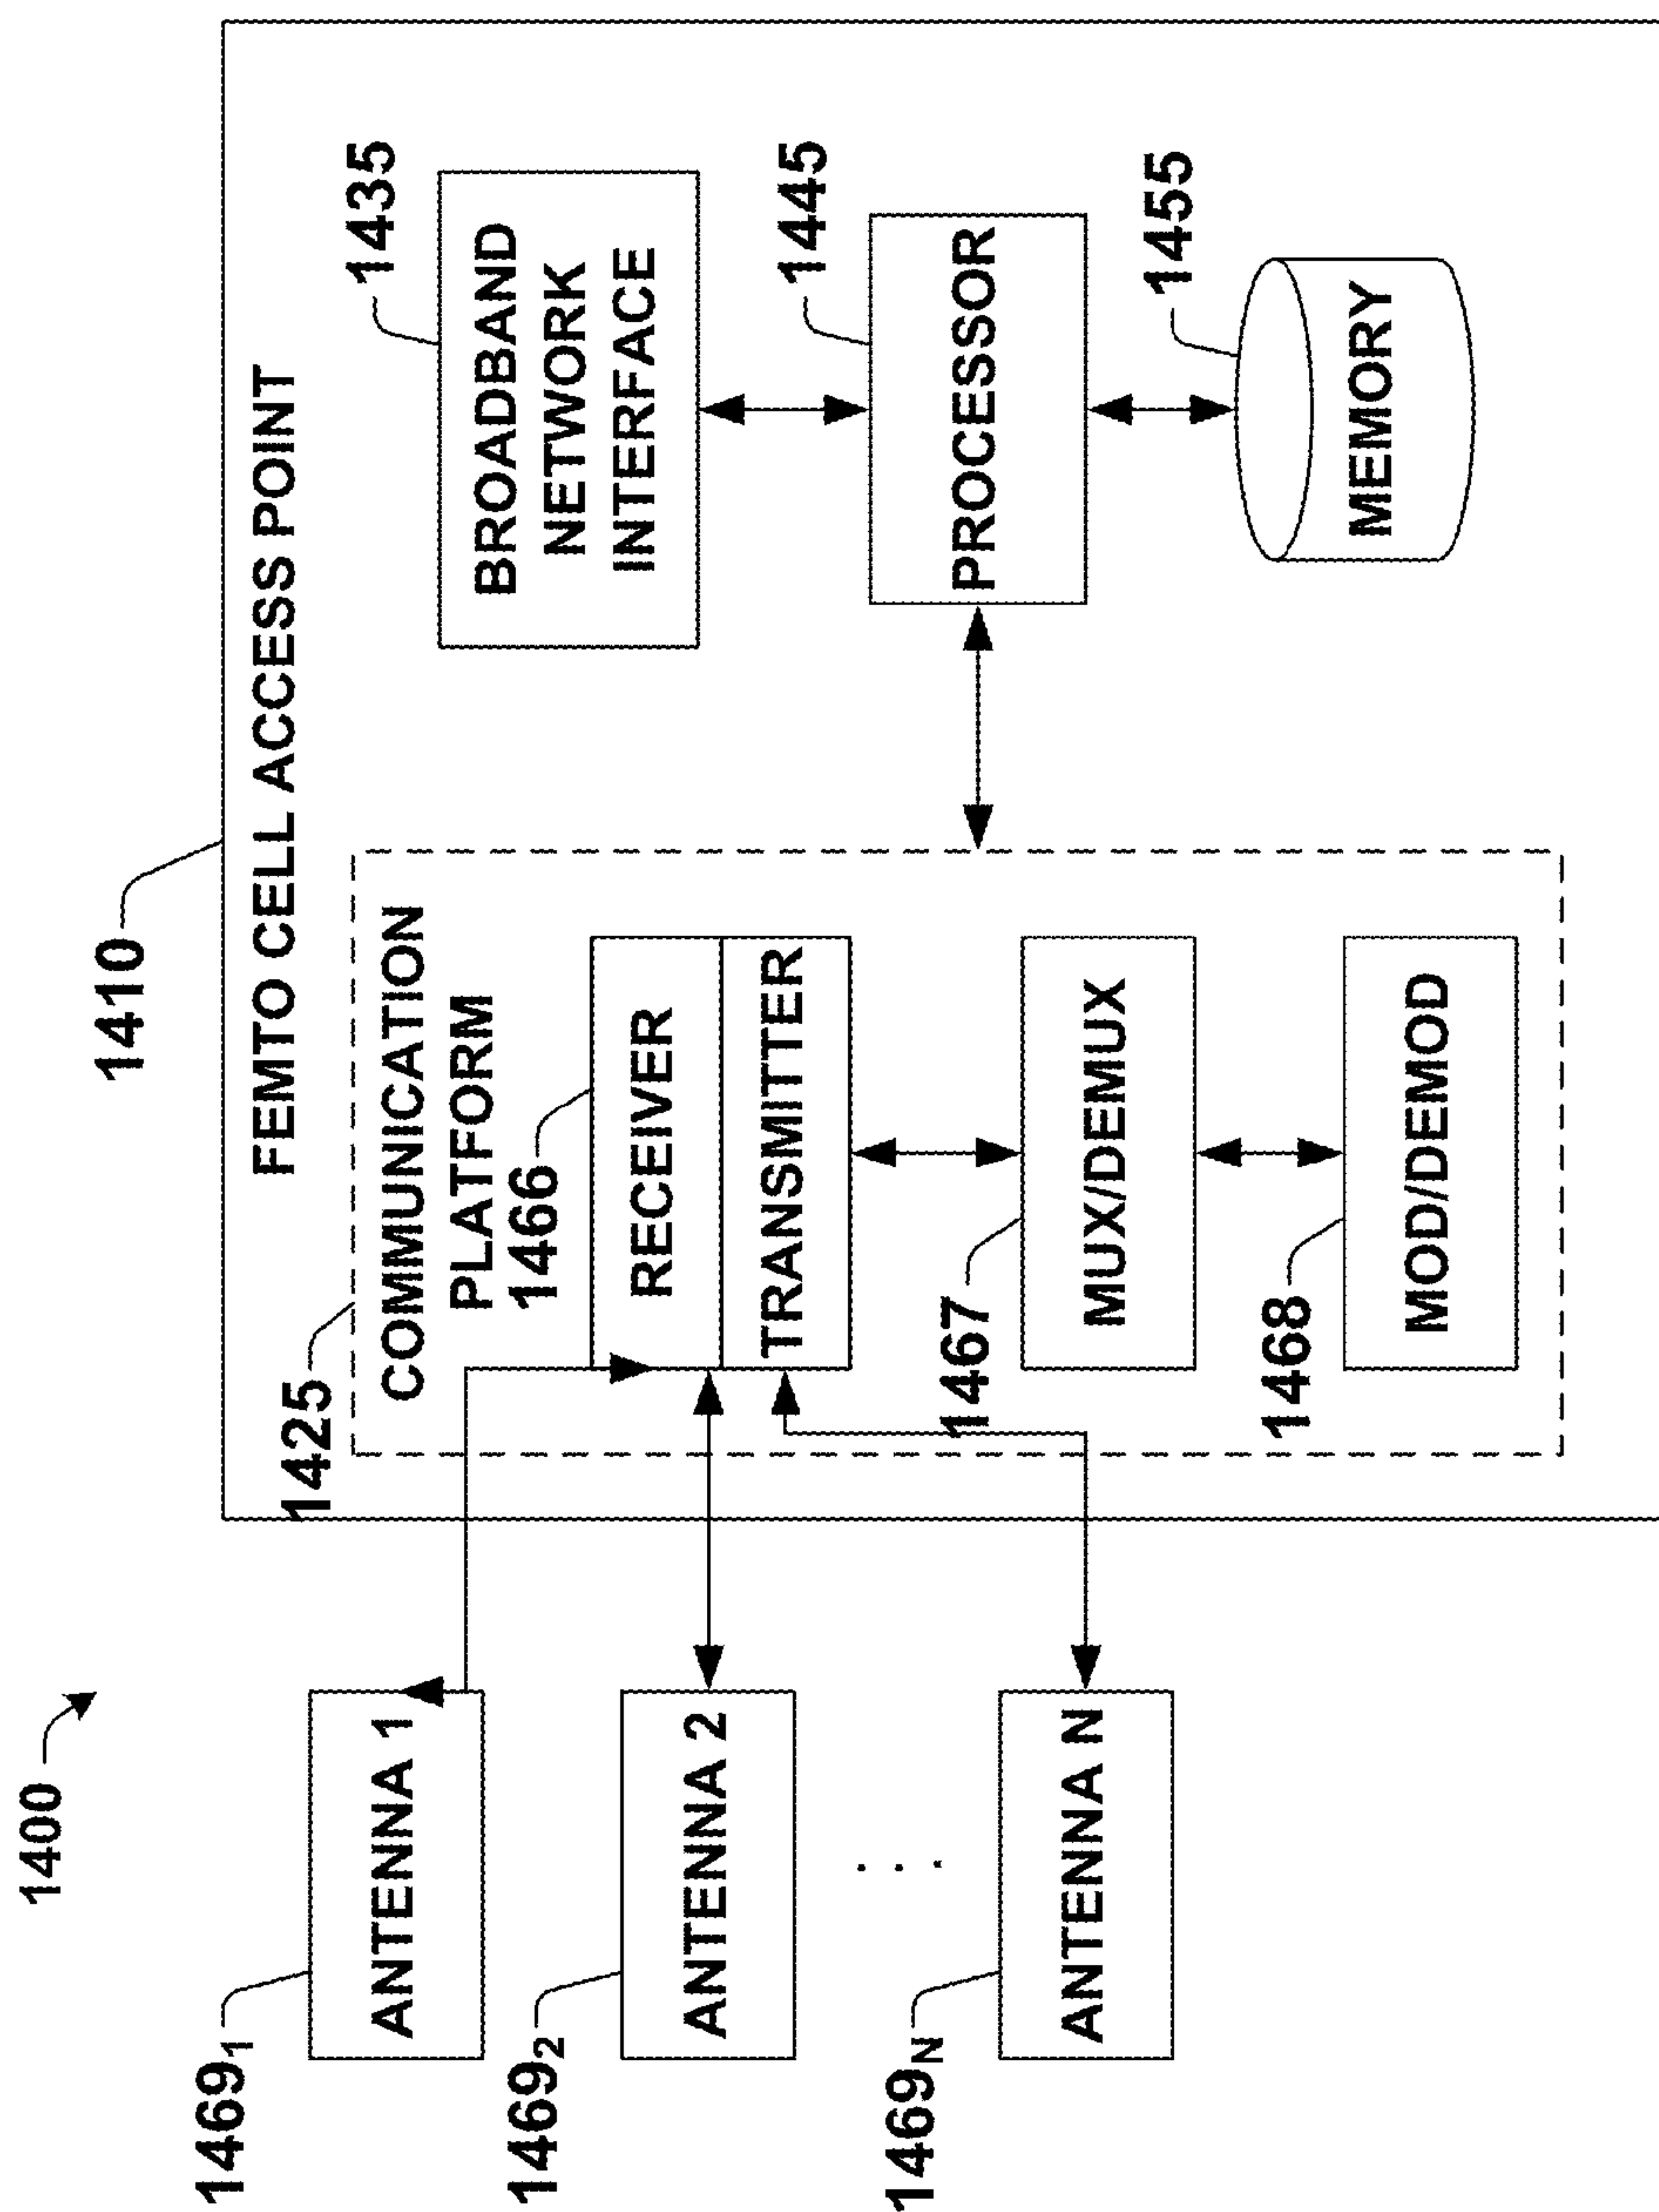 1400
1410
FEMTO CELL ACCESS POINT
1425
COMMUNICATION
PLATFORM
1466
RECEIVER
TRANSMITTER
1467
MUX/DEMUX
1468
MOD/DEMOD
1435
BROADBAND
NETWORK
INTERFACE
1445
PROCESSOR
1455
MEMORY
1469₁
ANTENNA 1
1469₂
ANTENNA 2
. . .
1469N
ANTENNA N